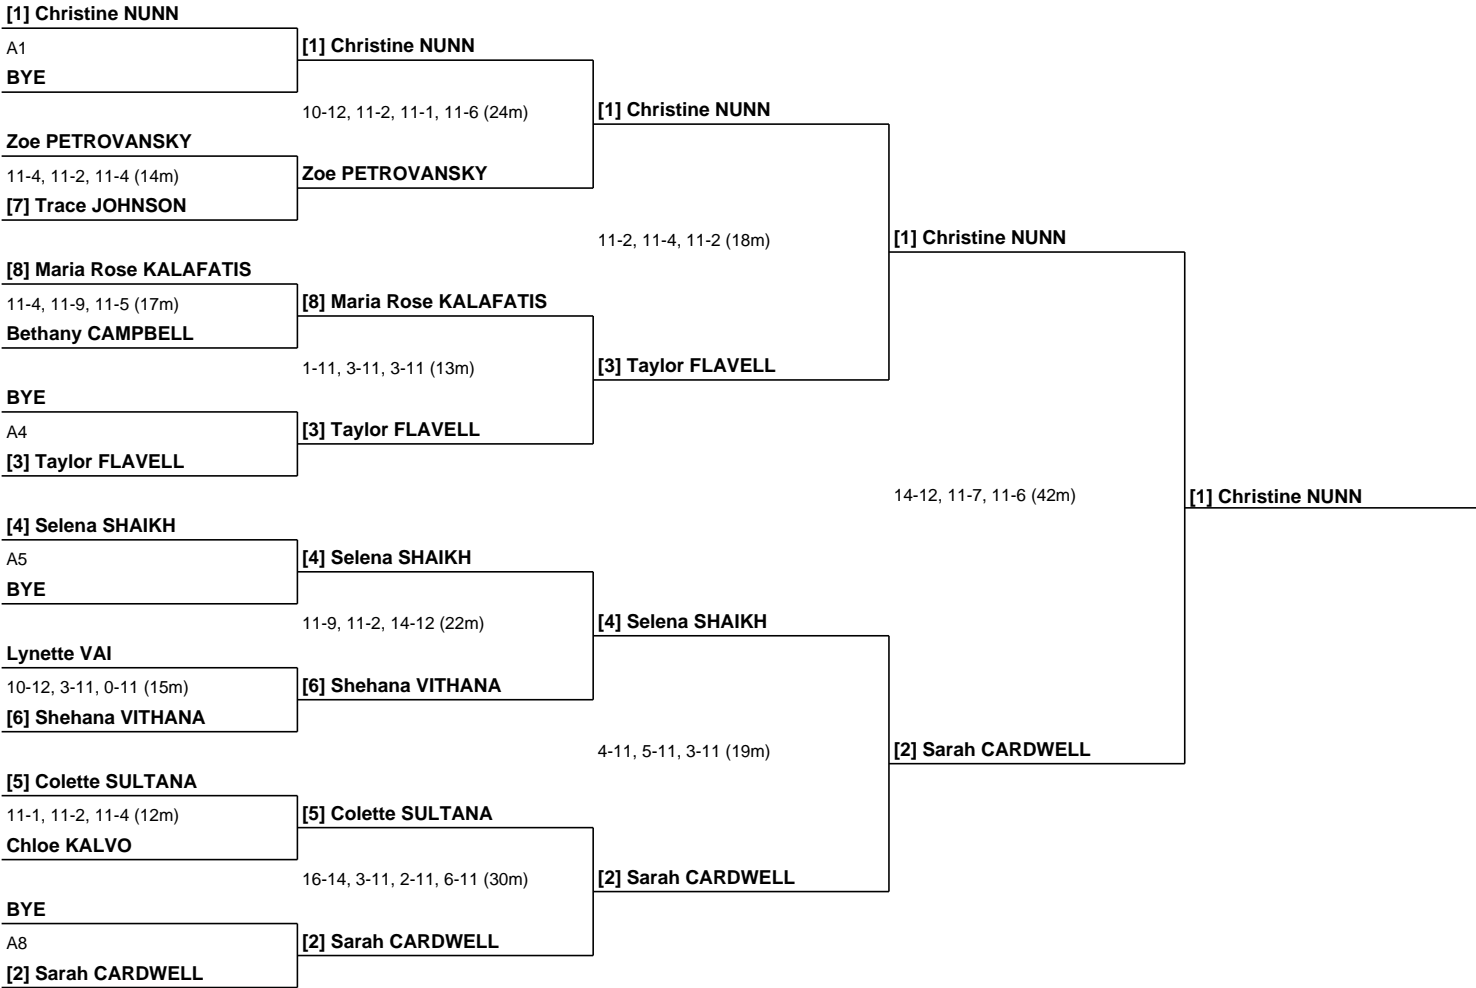 [1] Christine NUNN
A1
BYE
Zoe PETROVANSKY
11-4, 11-2, 11-4 (14m)
[7] Trace JOHNSON
[8] Maria Rose KALAFATIS
11-4, 11-9, 11-5 (17m)
Bethany CAMPBELL
BYE
A4
[3] Taylor FLAVELL
[4] Selena SHAIKH
A5
BYE
Lynette VAI
10-12, 3-11, 0-11 (15m)
[6] Shehana VITHANA
[5] Colette SULTANA
11-1, 11-2, 11-4 (12m)
Chloe KALVO
BYE
A8
[2] Sarah CARDWELL
[1] Christine NUNN
10-12, 11-2, 11-1, 11-6 (24m)
Zoe PETROVANSKY
[8] Maria Rose KALAFATIS
1-11, 3-11, 3-11 (13m)
[3] Taylor FLAVELL
[4] Selena SHAIKH
11-9, 11-2, 14-12 (22m)
[6] Shehana VITHANA
[5] Colette SULTANA
16-14, 3-11, 2-11, 6-11 (30m)
[2] Sarah CARDWELL
[1] Christine NUNN
11-2, 11-4, 11-2 (18m)
[3] Taylor FLAVELL
[4] Selena SHAIKH
4-11, 5-11, 3-11 (19m)
[2] Sarah CARDWELL
[1] Christine NUNN
14-12, 11-7, 11-6 (42m)
[2] Sarah CARDWELL
[1] Christine NUNN